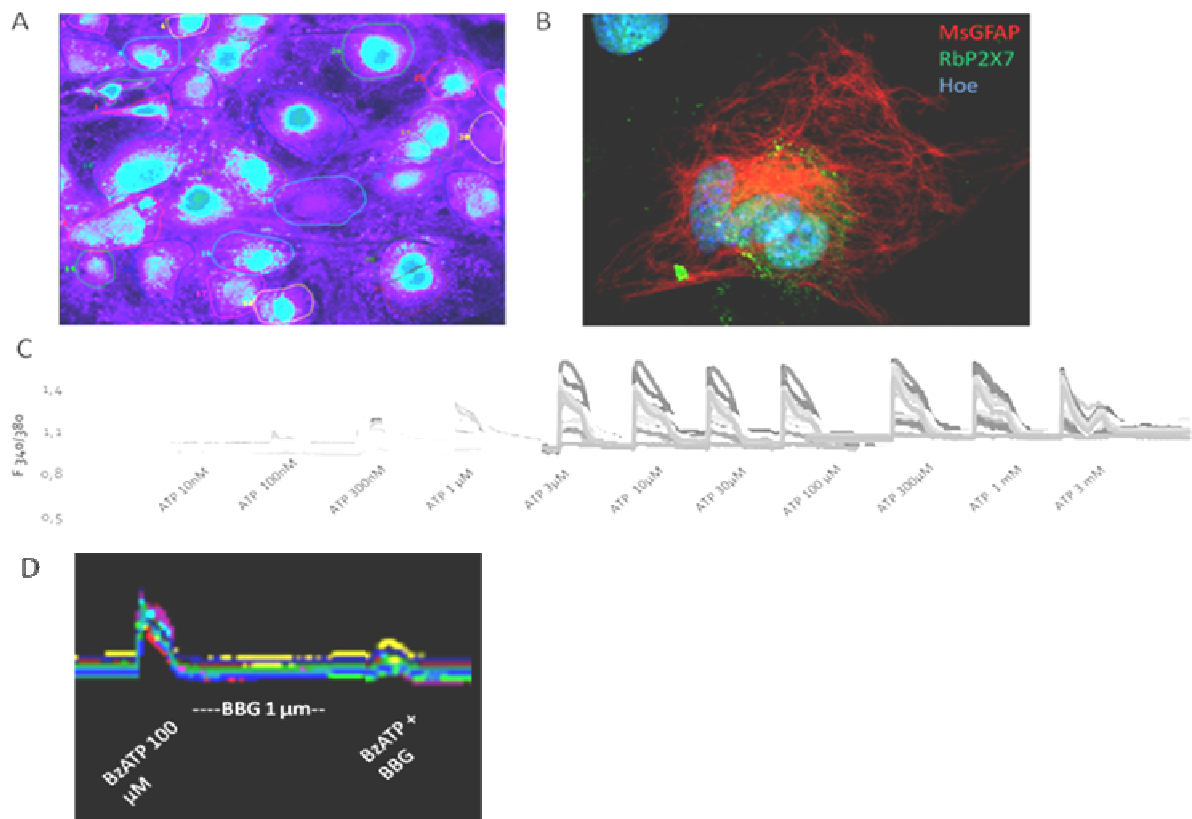 A
B
MsGFAP
RbP2X7
Hoe
C
F 340/380
1,4
1,1
0,8
0,5
ATP 10nM
ATP 100nM
ATP 300nM
ATP 1 µM
ATP 3µM
ATP 10µM
ATP 30µM
ATP 100 µM
ATP 300µM
ATP 1 mM
ATP 3 mM
D
----BBG 1 µm--
BzATP 100
µM
BzATP +
BBG